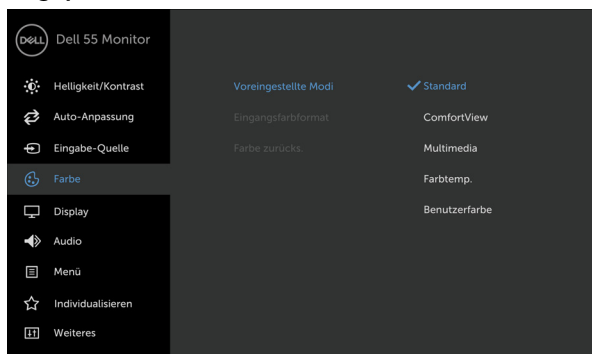 DELL Dell 55 Monitor
Helligkeit/Kontrast
Auto-Anpassung
Eingabe-Quelle
Farbe
Display
Audio
Menü
Individualisieren
Weiteres
Voreingestellte Modi
Eingangsfarbformat
Farbe zurücks.
Standard
ComfortView
Multimedia
Farbtemp.
Benutzerfarbe